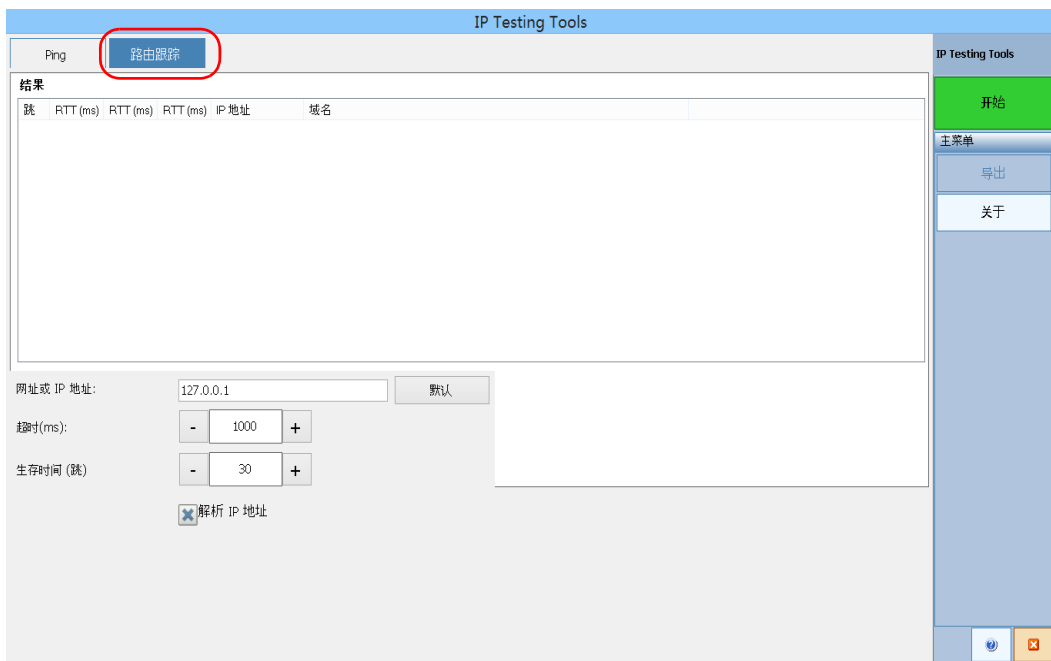 IP Testing Tools
Ping
路由跟踪
IP Testing Tools
结果
跳 RTT (ms) RTT (ms) RTT (ms) IP 地址 域名
开始
主菜单
导出
关于
网址或 IP 地址:
127.0.0.1
默认
超时(ms):
- 1000 +
生存时间 (跳)
- 30 +
解析 IP 地址